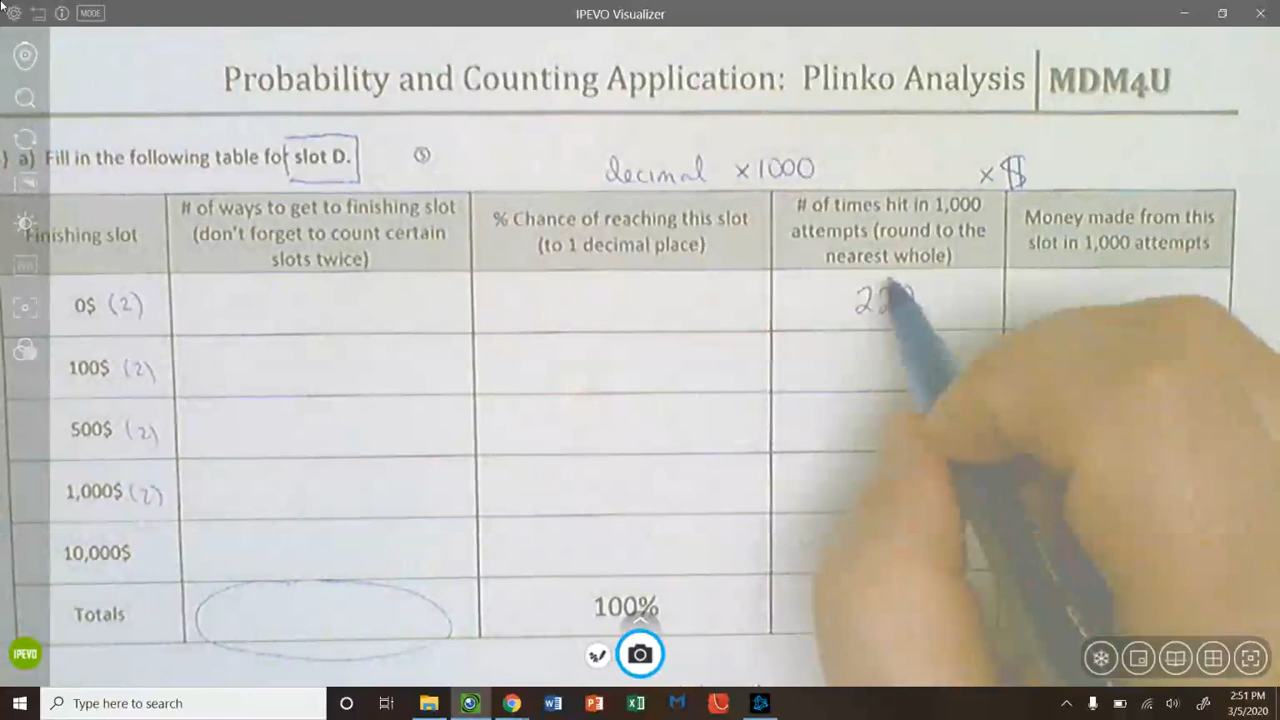 MODE
IPEVO Visualizer
Probability and Counting Application: Plinko Analysis
MDM4U
) a) Fill in the following table for slot D.
decimal ×1000
×$
Finishing slot
# of ways to get to finishing slot
(don't forget to count certain
slots twice)
% Chance of reaching this slot
(to 1 decimal place)
# of times hit in 1,000
attempts (round to the
nearest whole)
Money made from this
slot in 1,000 attempts
0$ (2)
100$ (2)
500$ (2)
1,000$ (2)
10,000$
Totals
100%
IPEVO
Type here to search
2:51 PM
3/5/2020